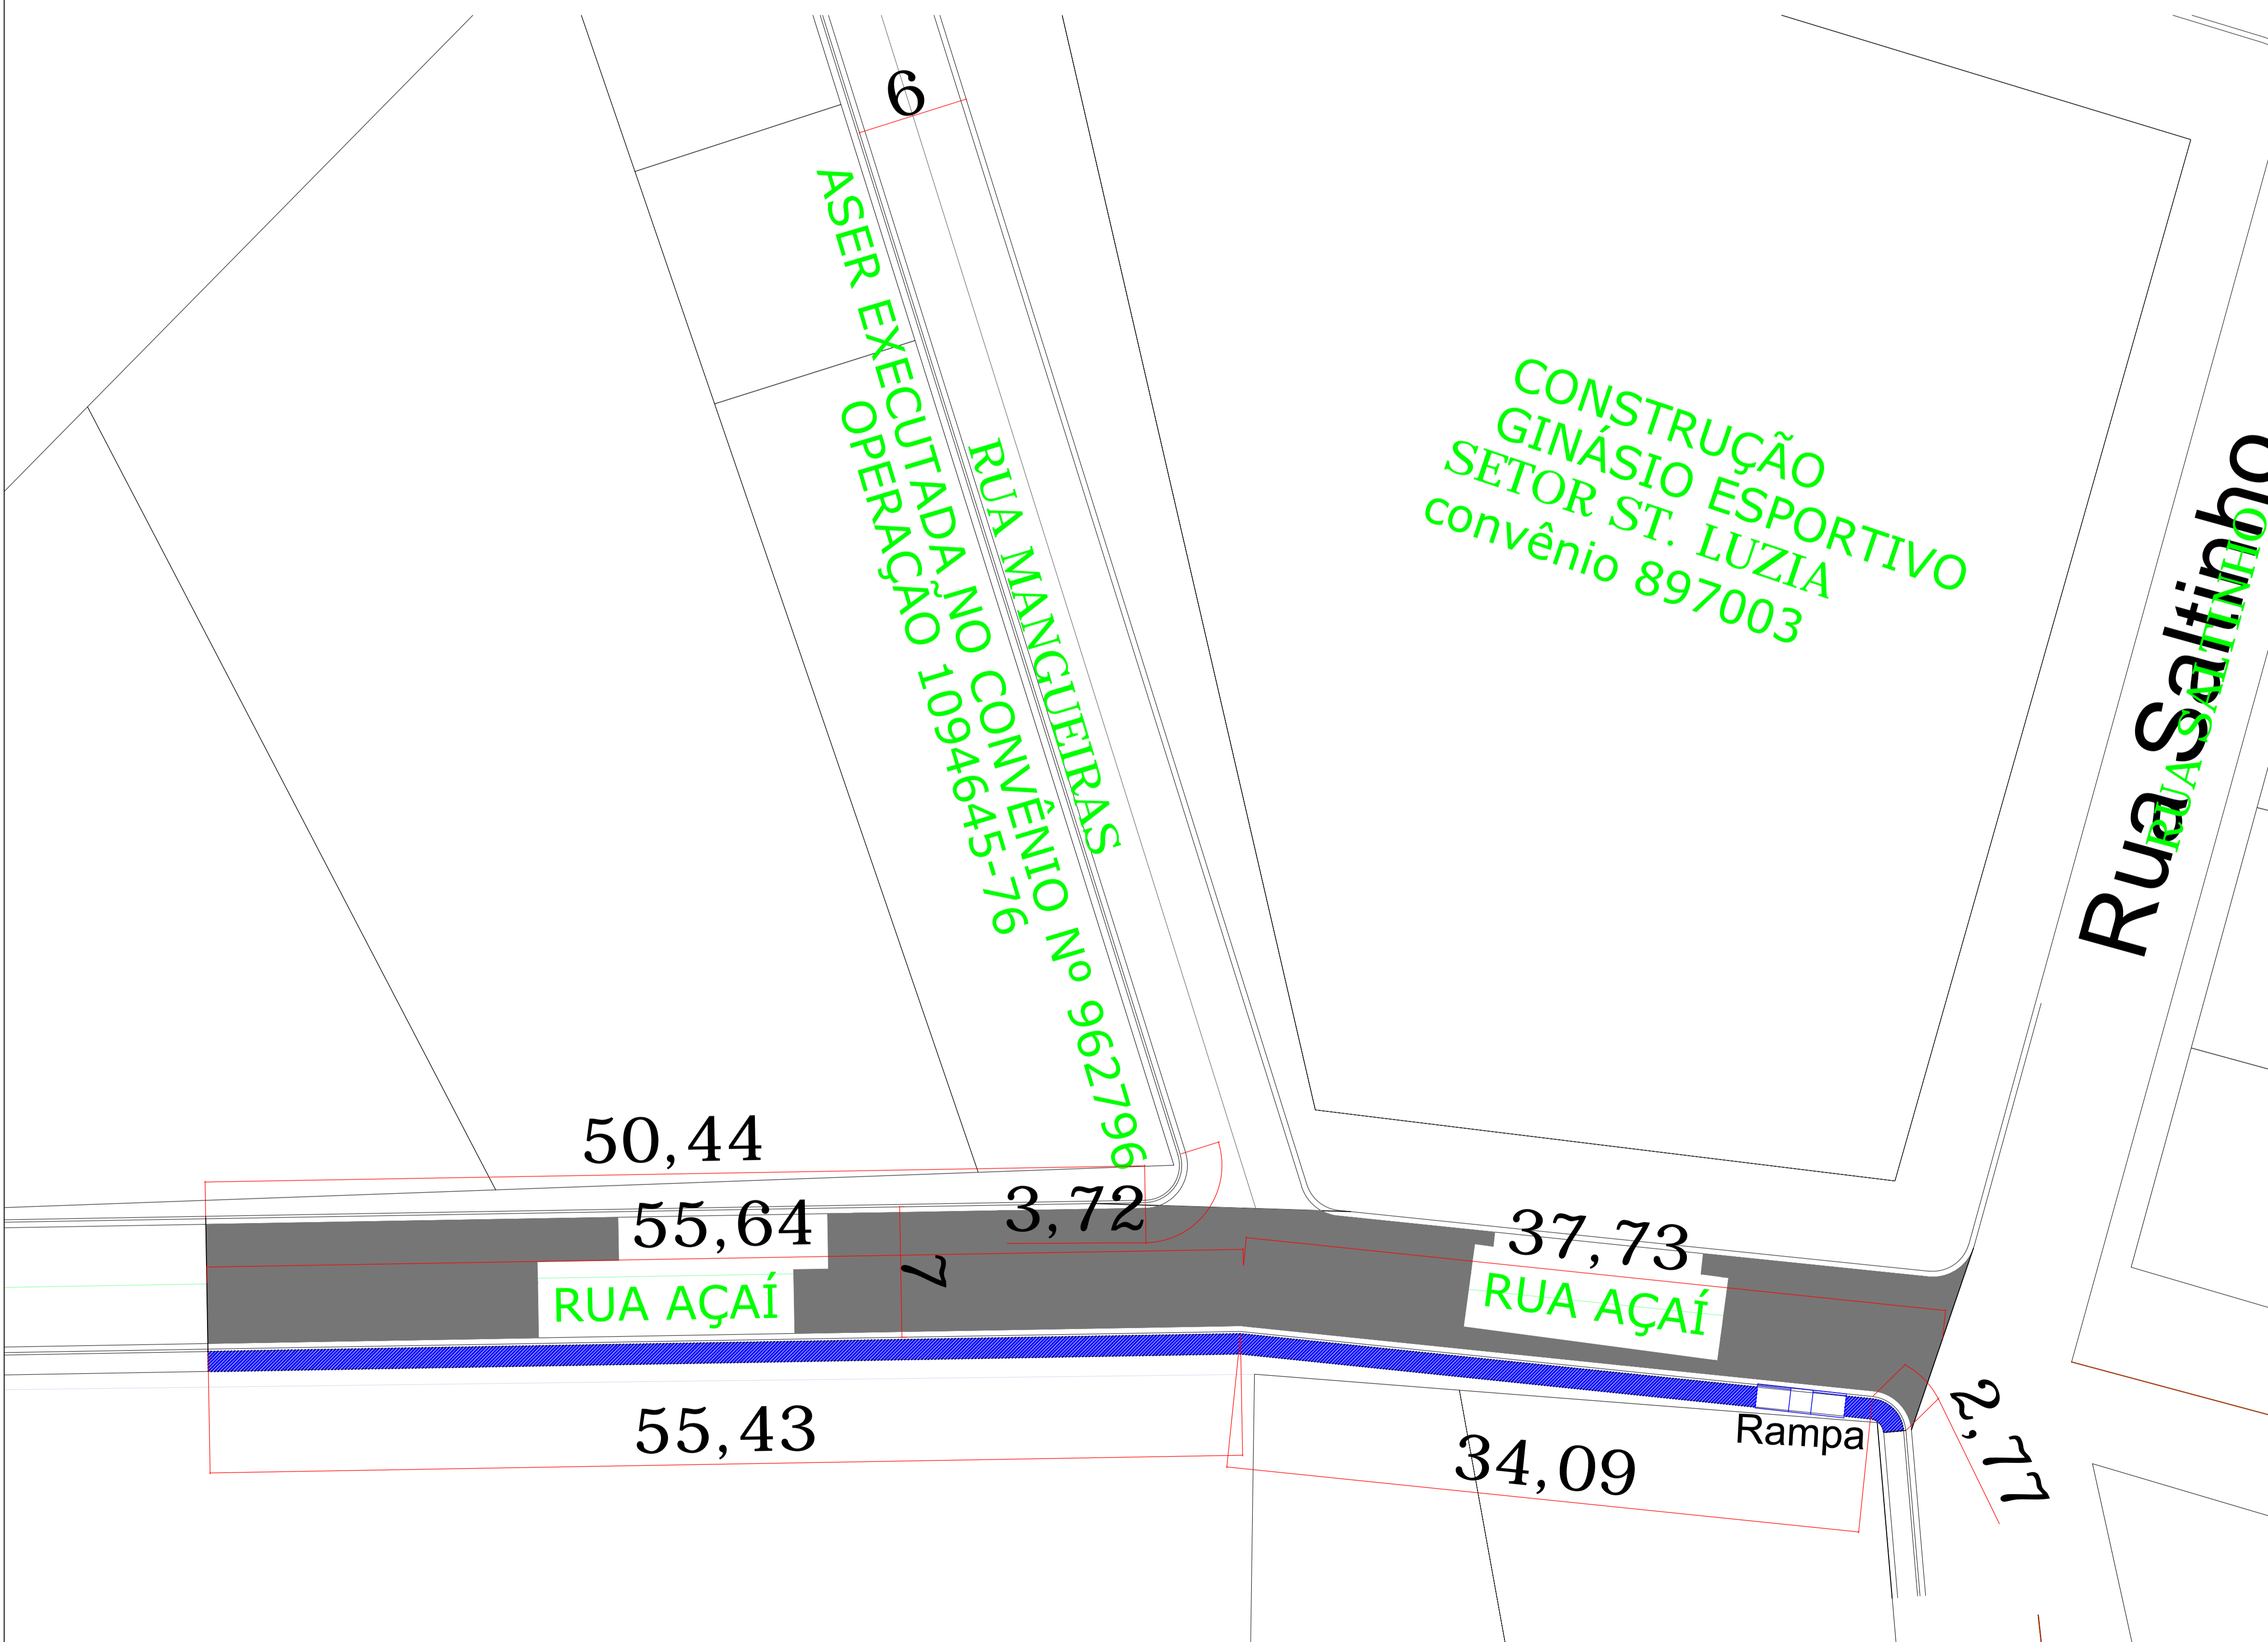 6
ASER EXECUTADA NO CONVÊNIO Nº 962796
OPERAÇÃO 1094645-76
RUA MANGUEIRAS
CONSTRUÇÃO
GINÁSIO ESPORTIVO
SETOR ST. LUZIA
convênio 897003
Rua Saltinho
RUA SALTINHO
50,44
55,64
3,72
7
37,73
RUA AÇAÍ
RUA AÇAÍ
2,77
Rampa
55,43
34,09